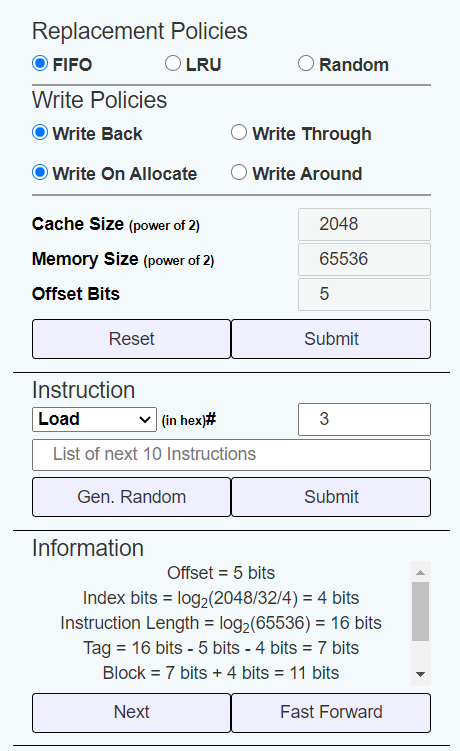 Replacement Policies
FIFO LRU Random
Write Policies
Write Back Write Through
Write On Allocate Write Around
Cache Size (power of 2) 2048
Memory Size (power of 2) 65536
Offset Bits 5
Reset Submit
Instruction
Load (in hex)# 3
List of next 10 Instructions
Gen. Random Submit
Information
Offset = 5 bits
Index bits = log2(2048/32/4) = 4 bits
Instruction Length = log2(65536) = 16 bits
Tag = 16 bits - 5 bits - 4 bits = 7 bits
Block = 7 bits + 4 bits = 11 bits
Next Fast Forward